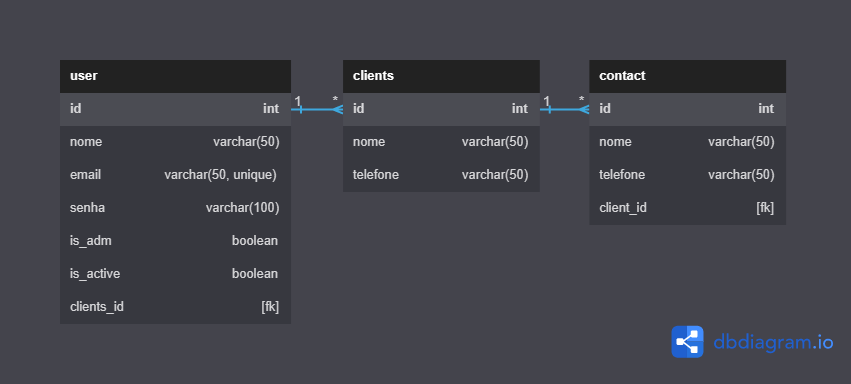 user
id int
nome varchar(50)
email varchar(50, unique)
senha varchar(100)
is_adm boolean
is_active boolean
clients_id [fk]
1 *
clients
id int
nome varchar(50)
telefone varchar(50)
1 *
contact
id int
nome varchar(50)
telefone varchar(50)
client_id [fk]
dbdiagram.io